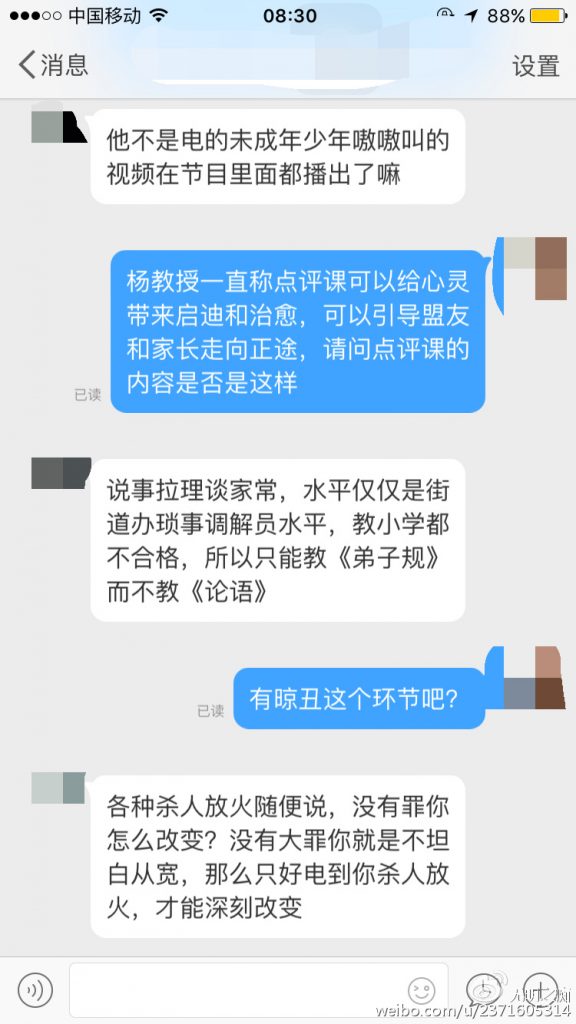 中国移动
08:30
88%
消息
设置
他不是电的未成年少年嗷嗷叫的
视频在节目里面都播出了嘛
杨教授一直称点评课可以给心灵
带来启迪和治愈，可以引导盟友
和家长走向正途，请问点评课的
内容是否是这样
已读
说事拉理谈家常，水平仅仅是街
道办琐事调解员水平，教小学都
不合格，所以只能教《弟子规》
而不教《论语》
有晾丑这个环节吧？
已读
各种杀人放火随便说，没有罪你
怎么改变？没有大罪你就是不坦
白从宽，那么只好电到你杀人放
火，才能深刻改变
weibo.com/u/2371605314